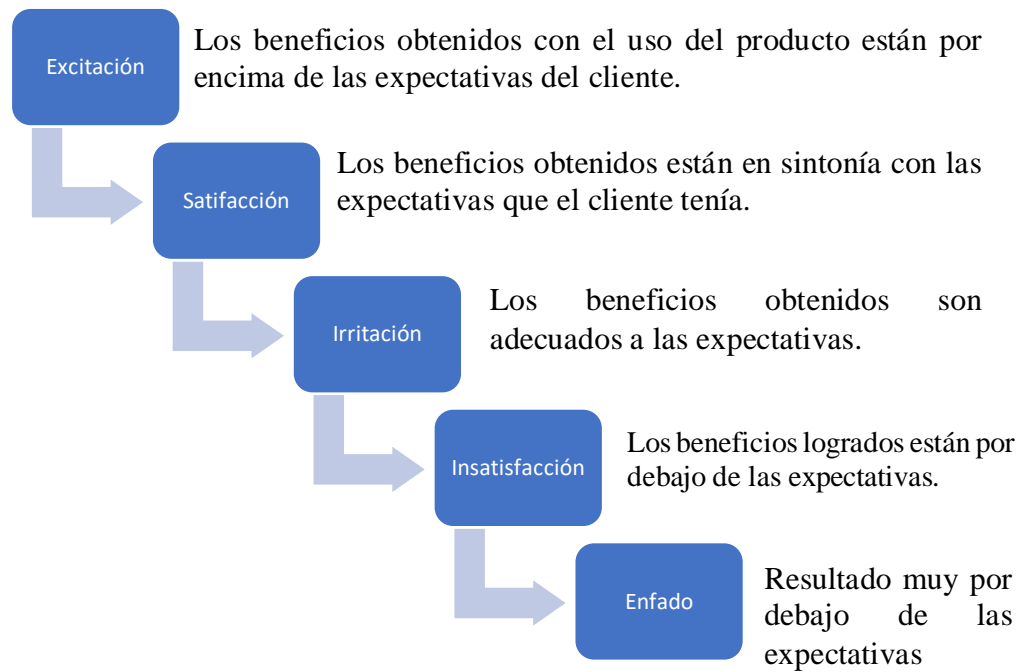 Excitación
Los beneficios obtenidos con el uso del producto están por
encima de las expectativas del cliente.
Satifacción
Los beneficios obtenidos están en sintonía con las
expectativas que el cliente tenía.
Irritación
Los beneficios obtenidos son
adecuados a las expectativas.
Insatisfacción
Los beneficios logrados están por
debajo de las expectativas.
Enfado
Resultado muy por
debajo de las
expectativas